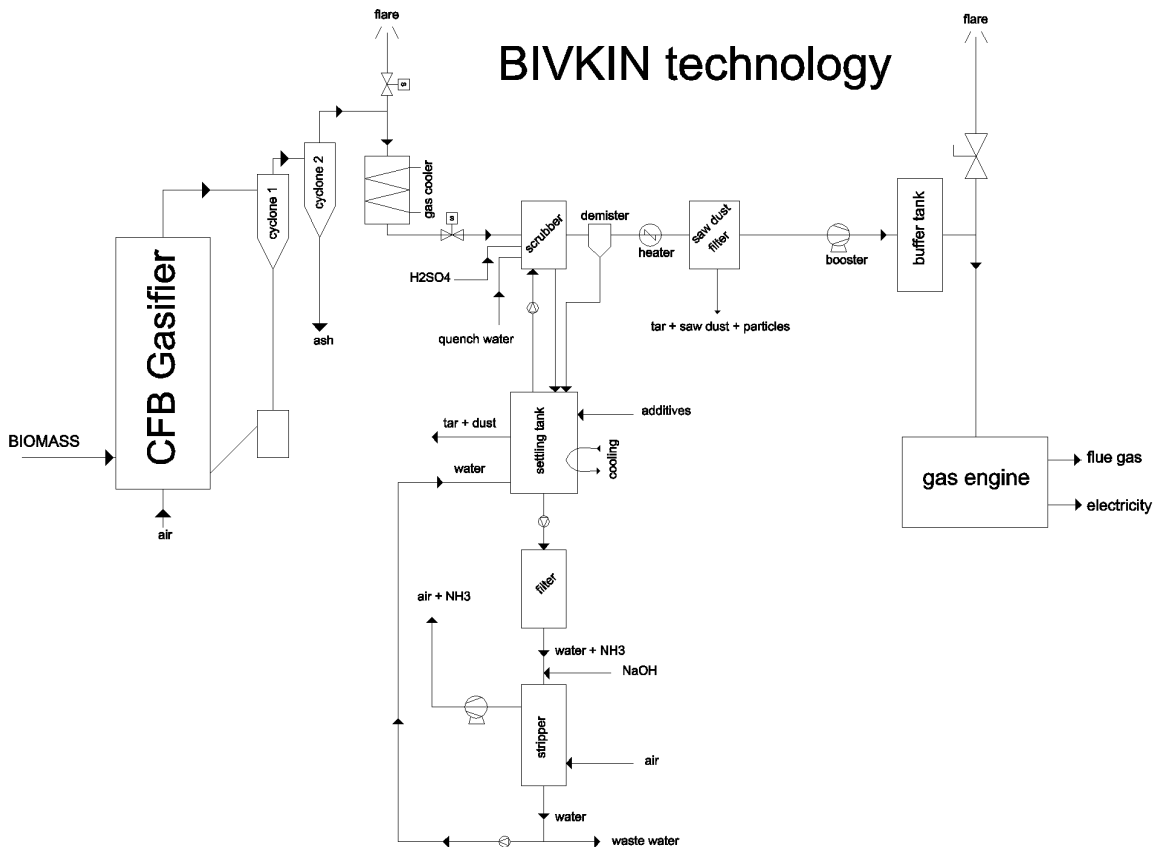 flare
flare
BIVKIN technology
s
cyclone 1
cyclone 2
gas cooler
CFB Gasifier
s
scrubber
demister
heater
saw dust
filter
booster
buffer tank
H2SO4
quench water
tar + saw dust + particles
ash
BIOMASS
air
settling tank
additives
tar + dust
cooling
water
gas engine
flue gas
electricity
filter
air + NH3
water + NH3
NaOH
stripper
air
water
waste water